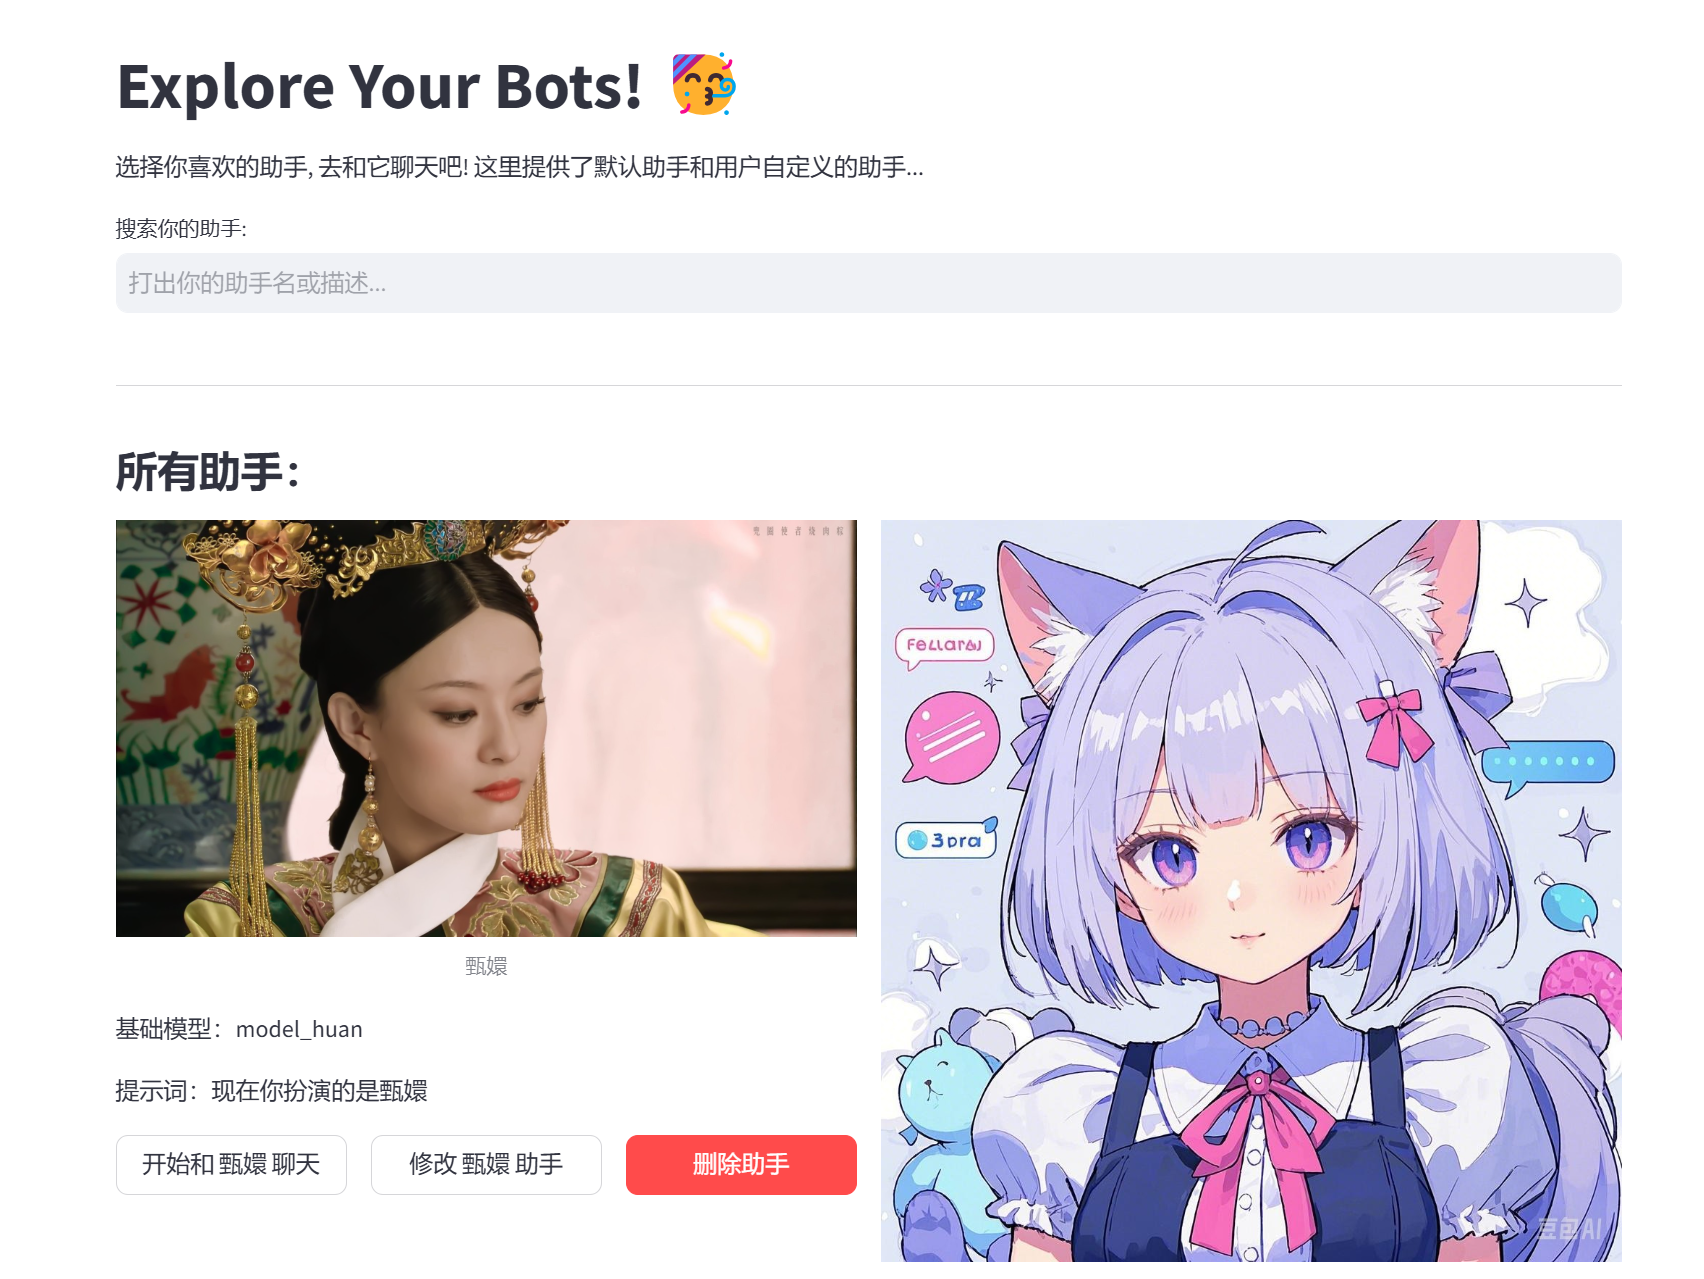 Explore Your Bots!
选择你喜欢的助手, 去和它聊天吧! 这里提供了默认助手和用户自定义的助手...
搜索你的助手:
打出你的助手名或描述...
所有助手：
甄嬛
基础模型：model_huan
提示词：现在你扮演的是甄嬛
开始和 甄嬛 聊天
修改 甄嬛 助手
删除助手
3pra
豆包AI